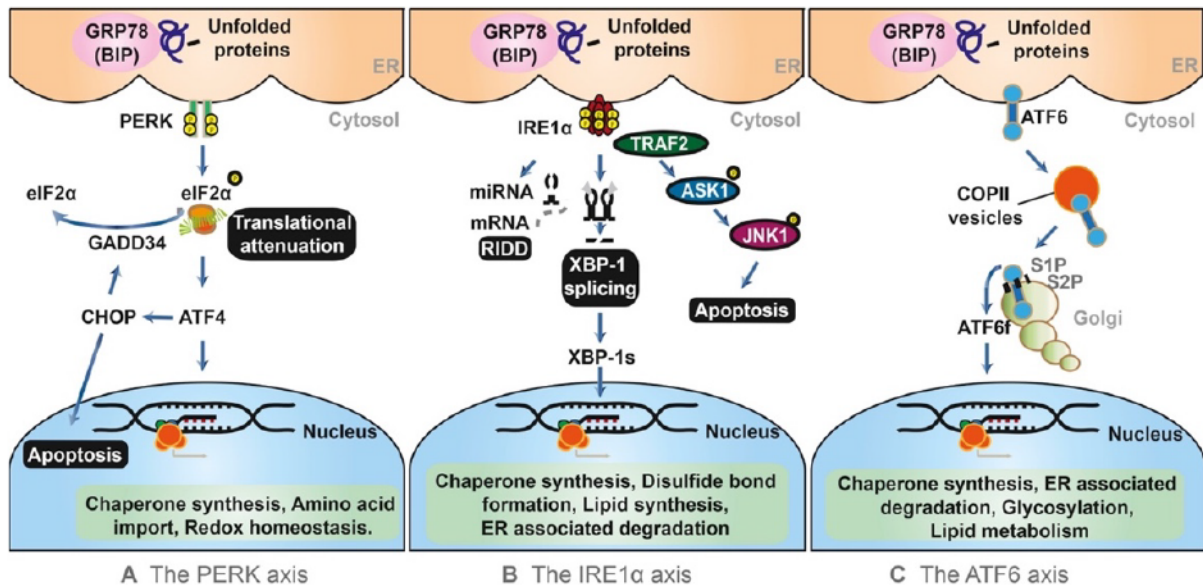 GRP78
(BIP)
Unfolded
proteins
ER
PERK
Cytosol
P
P
P
P
eIF2α
eIF2α
P
Translational
attenuation
GADD34
CHOP
ATF4
Nucleus
Apoptosis
Chaperone synthesis, Amino acid
import, Redox homeostasis.
A The PERK axis
GRP78
(BIP)
Unfolded
proteins
ER
IRE1α
Cytosol
TRAF2
miRNA
mRNA
RIDD
ASK1
P
JNK1
P
XBP-1
splicing
Apoptosis
XBP-1s
Nucleus
Chaperone synthesis, Disulfide bond
formation, Lipid synthesis,
ER associated degradation
B The IRE1α axis
GRP78
(BIP)
Unfolded
proteins
ER
ATF6
Cytosol
COPII
vesicles
S1P
S2P
Golgi
ATF6f
Nucleus
Chaperone synthesis, ER associated
degradation, Glycosylation,
Lipid metabolism
C The ATF6 axis